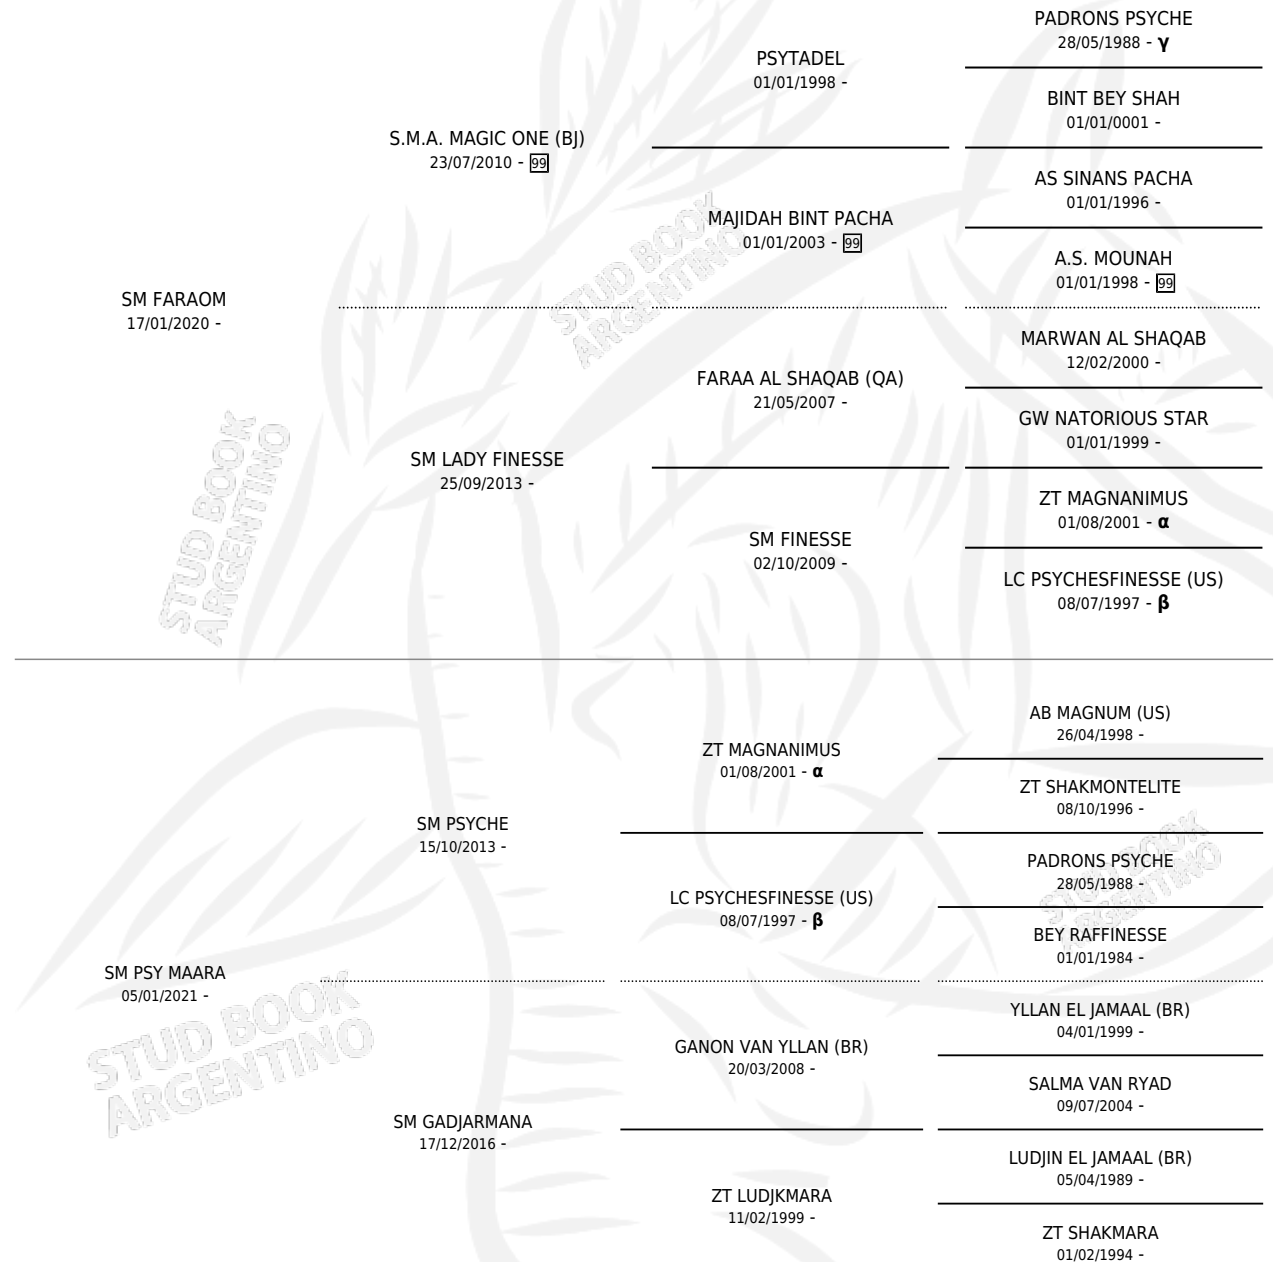 PADRONS PSYCHE
28/05/1988 - γ
PSYTADEL
01/01/1998 -
BINT BEY SHAH
01/01/0001 -
S.M.A. MAGIC ONE (BJ)
23/07/2010 - 99
AS SINANS PACHA
01/01/1996 -
MAJIDAH BINT PACHA
01/01/2003 - 99
A.S. MOUNAH
01/01/1998 - 99
SM FARAOM
17/01/2020 -
MARWAN AL SHAQAB
12/02/2000 -
FARAA AL SHAQAB (QA)
21/05/2007 -
GW NATORIOUS STAR
01/01/1999 -
SM LADY FINESSE
25/09/2013 -
ZT MAGNANIMUS
01/08/2001 - α
SM FINESSE
02/10/2009 -
LC PSYCHESFINESSE (US)
08/07/1997 - β
STUD BOOK
ARGENTINO
STUD BOOK
ARGENTINO
AB MAGNUM (US)
26/04/1998 -
ZT MAGNANIMUS
01/08/2001 - α
ZT SHAKMONTELITE
08/10/1996 -
SM PSYCHE
15/10/2013 -
PADRONS PSYCHE
28/05/1988 -
LC PSYCHESFINESSE (US)
08/07/1997 - β
BEY RAFFINESSE
01/01/1984 -
SM PSY MAARA
05/01/2021 -
YLLAN EL JAMAAL (BR)
04/01/1999 -
GANON VAN YLLAN (BR)
20/03/2008 -
SALMA VAN RYAD
09/07/2004 -
SM GADJARMANA
17/12/2016 -
LUDJIN EL JAMAAL (BR)
05/04/1989 -
ZT LUDJKMARA
11/02/1999 -
ZT SHAKMARA
01/02/1994 -
STUD BOOK
ARGENTINO
STUD BOOK
ARGENTINO